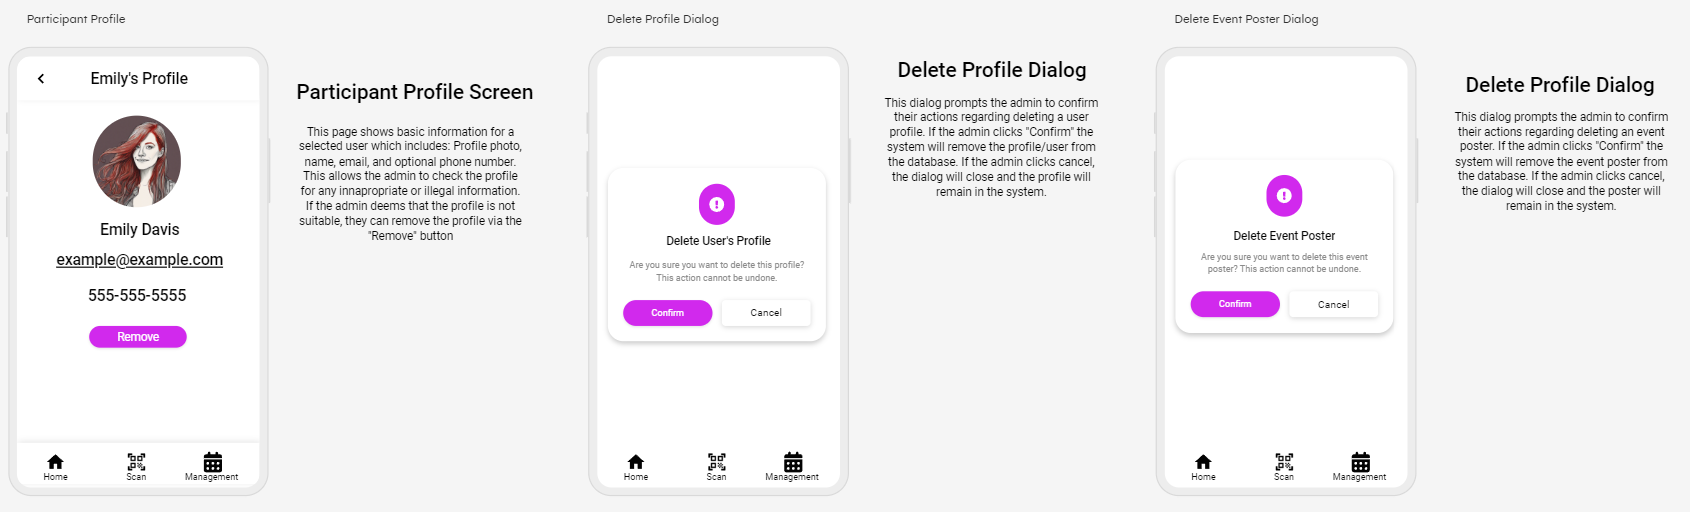 Participant Profile
Emily's Profile
Emily Davis
example@example.com
555-555-5555
Remove
Home
Scan
Management
Participant Profile Screen
This page shows basic information for a
selected user which includes: Profile photo,
name, email, and optional phone number.
This allows the admin to check the profile
for any innapropriate or illegal information.
If the admin deems that the profile is not
suitable, they can remove the profile via the
"Remove" button
Delete Profile Dialog
Delete User's Profile
Are you sure you want to delete this profile?
This action cannot be undone.
Confirm
Cancel
Home
Scan
Management
Delete Profile Dialog
This dialog prompts the admin to confirm
their actions regarding deleting a user
profile. If the admin clicks "Confirm" the
system will remove the profile/user from
the database. If the admin clicks cancel,
the dialog will close and the profile will
remain in the system.
Delete Event Poster Dialog
Delete Event Poster
Are you sure you want to delete this event
poster? This action cannot be undone.
Confirm
Cancel
Home
Scan
Management
Delete Profile Dialog
This dialog prompts the admin to confirm
their actions regarding deleting an event
poster. If the admin clicks "Confirm" the
system will remove the event poster from
the database. If the admin clicks cancel,
the dialog will close and the poster will
remain in the system.